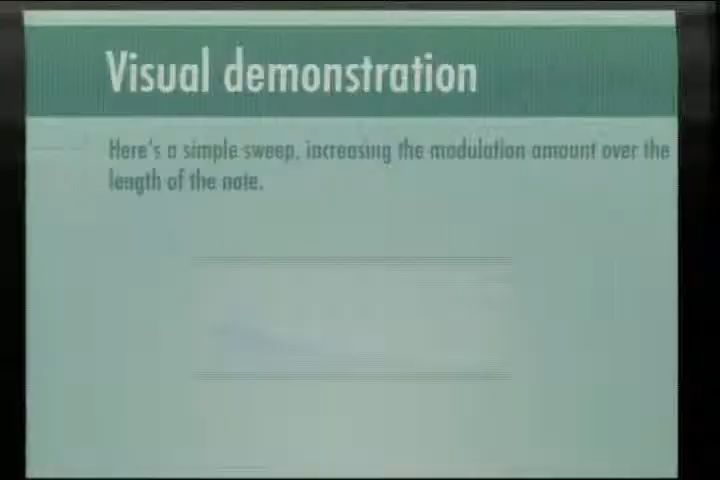 Visual demonstration
Here's a simple sweep, increasing the modulation amount over the
length of the note.